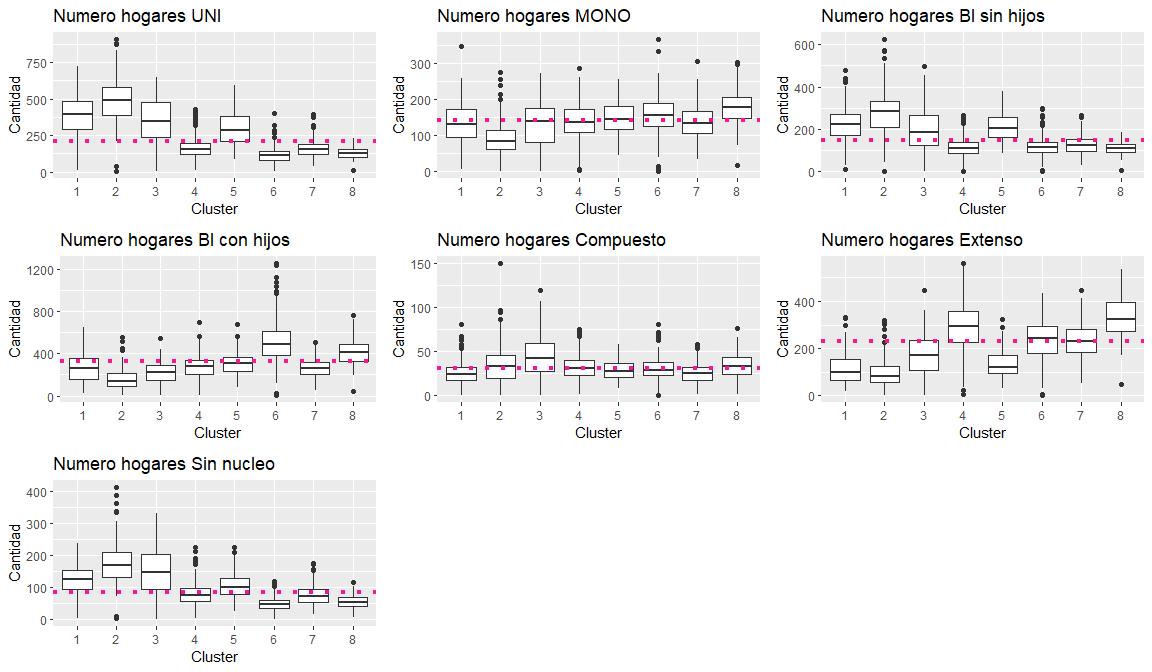 Numero hogares UNI
Cantidad
750
500
250
0
1 2 3 4 5 6 7 8
Cluster
Numero hogares MONO
Cantidad
300
200
100
0
1 2 3 4 5 6 7 8
Cluster
Numero hogares BI sin hijos
Cantidad
600
400
200
0
1 2 3 4 5 6 7 8
Cluster
Numero hogares BI con hijos
Cantidad
1200
800
400
0
1 2 3 4 5 6 7 8
Cluster
Numero hogares Compuesto
Cantidad
150
100
50
0
1 2 3 4 5 6 7 8
Cluster
Numero hogares Extenso
Cantidad
400
200
0
1 2 3 4 5 6 7 8
Cluster
Numero hogares Sin nucleo
Cantidad
400
300
200
100
0
1 2 3 4 5 6 7 8
Cluster